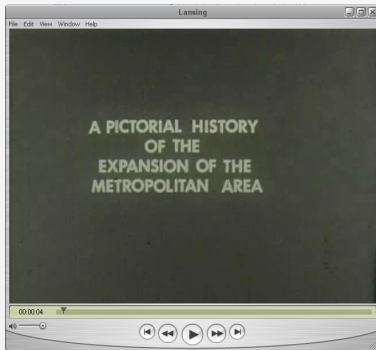 Lansing
File Edit View Window Help
A PICTORIAL HISTORY
OF THE
EXPANSION OF THE
METROPOLITAN AREA
00:00:04